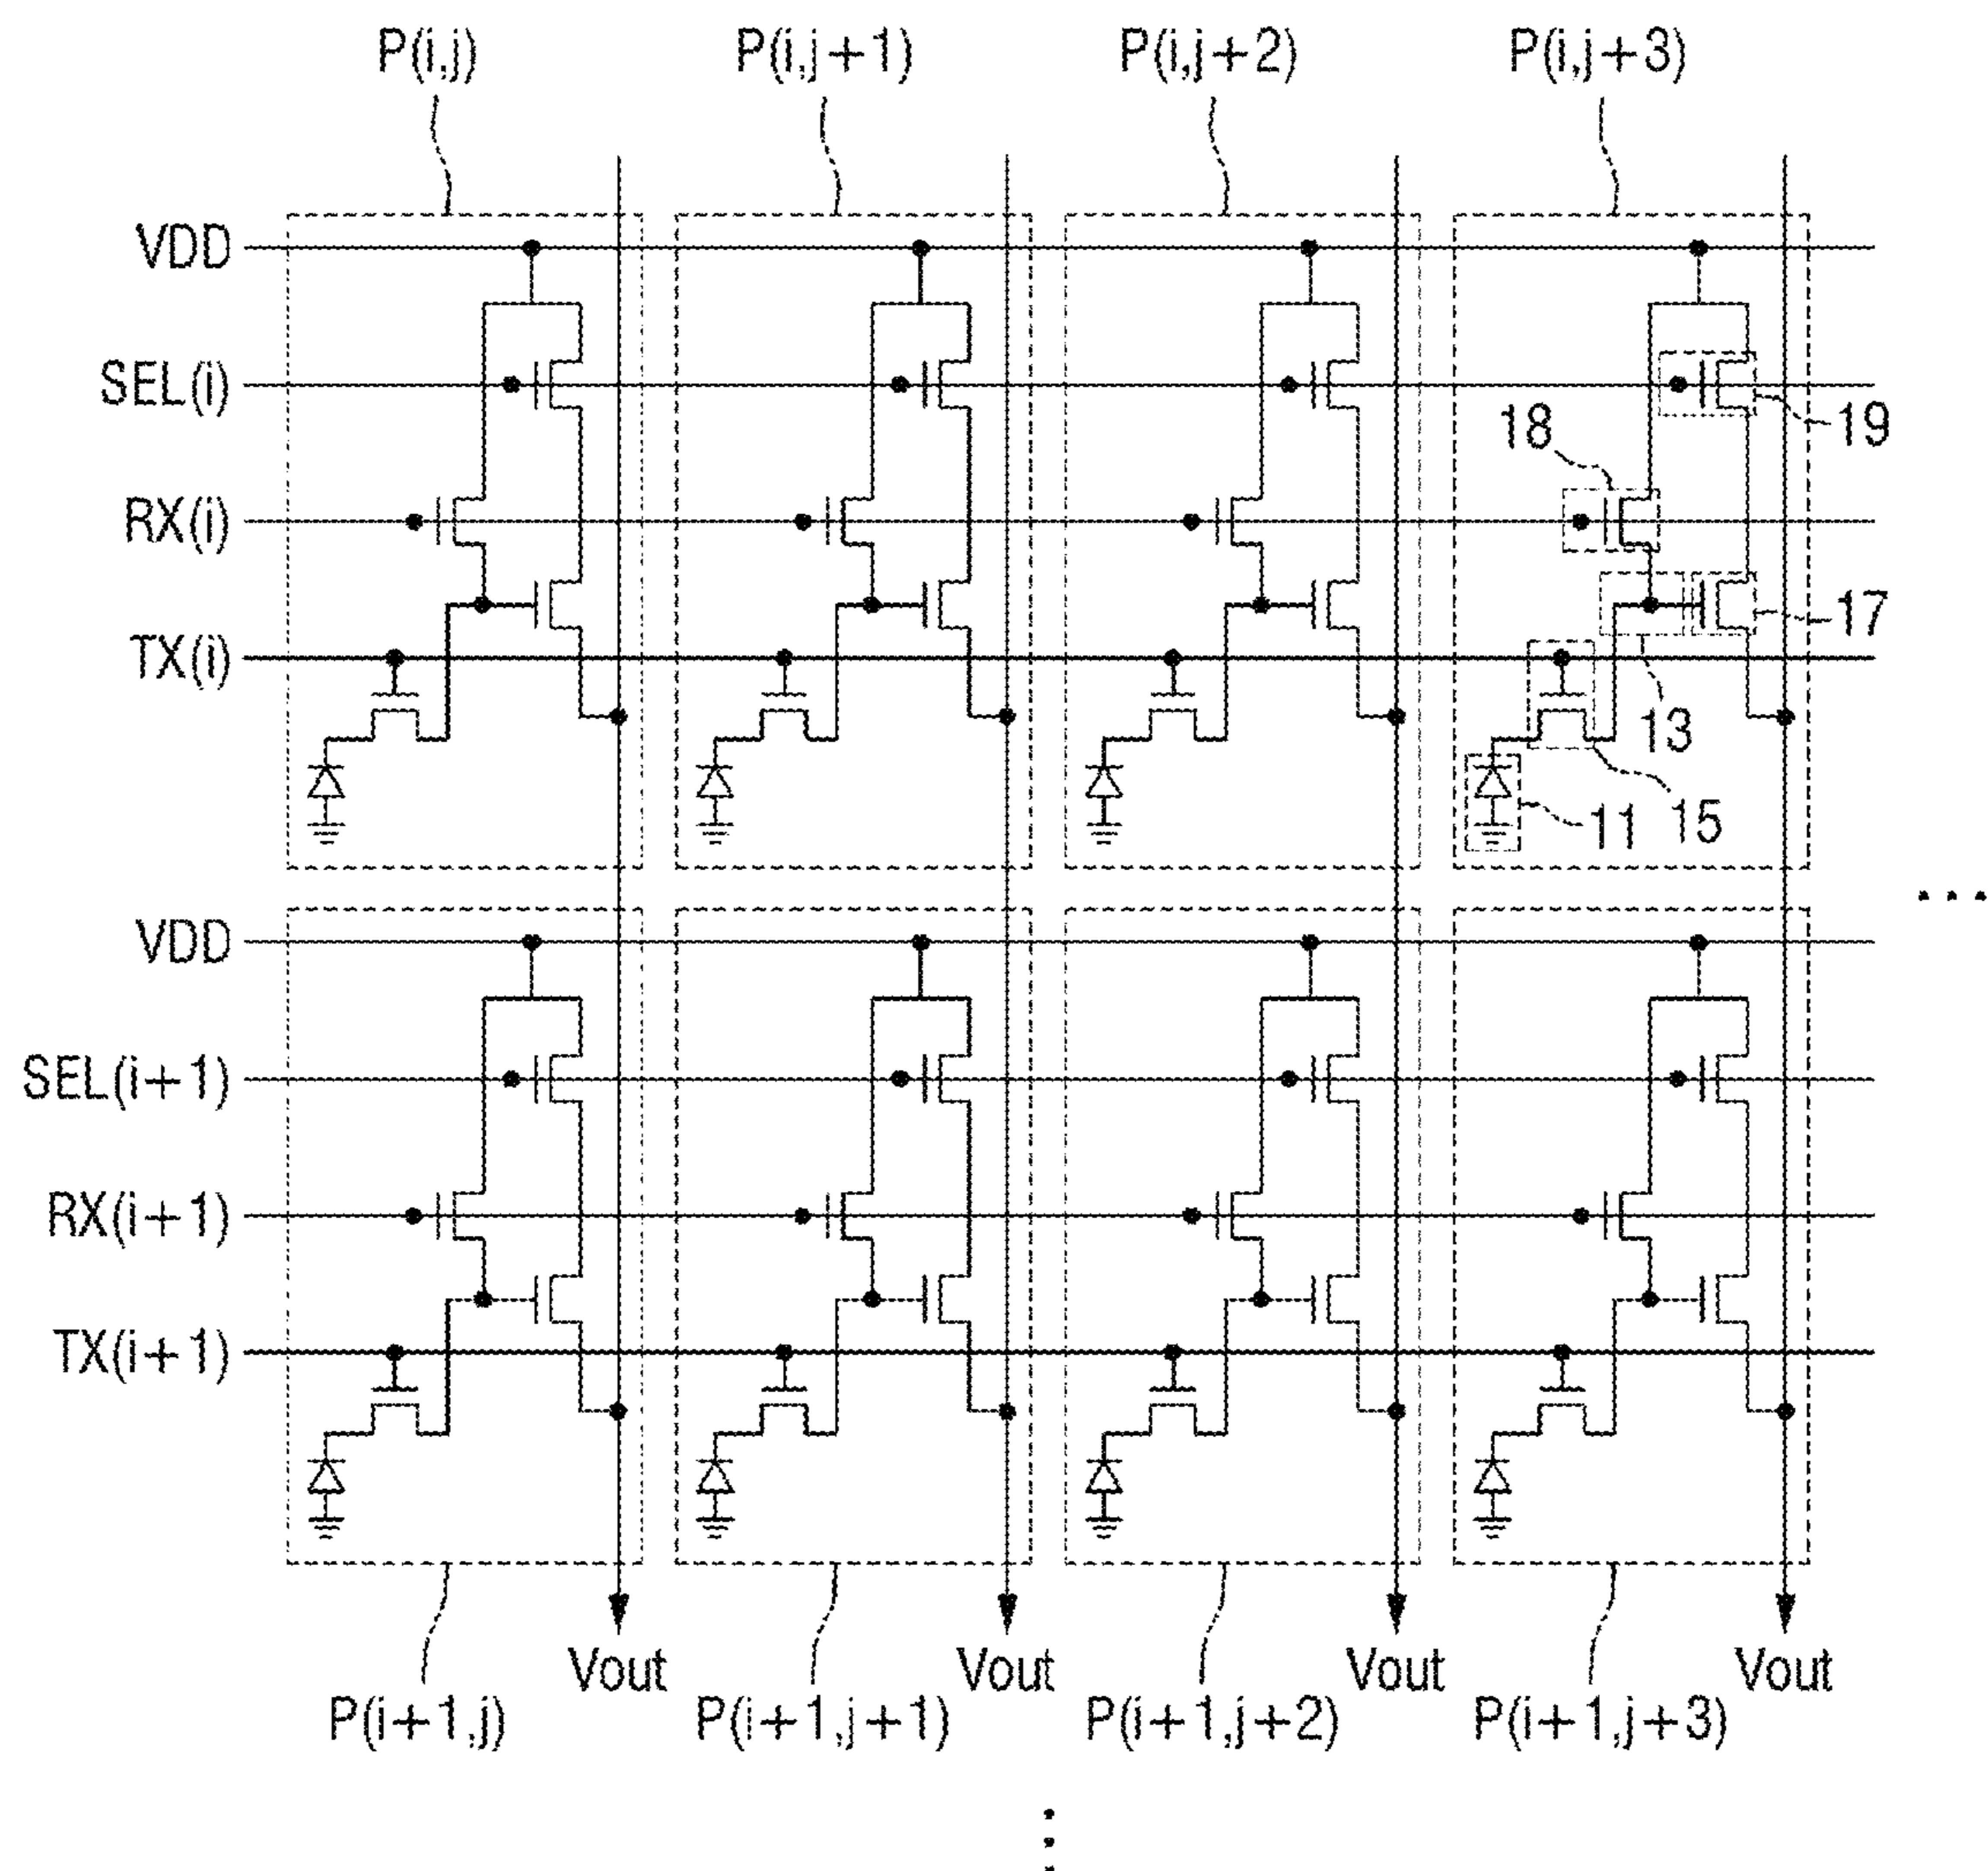 P(i,j) P(i,j+1) P(i,j+2) P(i,j+3)
VDD
SEL(i)
18 19
RX(i)
17
TX(i)
13
11 15
...
VDD
SEL(i+1)
RX(i+1)
TX(i+1)
Vout Vout Vout Vout
P(i+1,j) P(i+1,j+1) P(i+1,j+2) P(i+1,j+3)